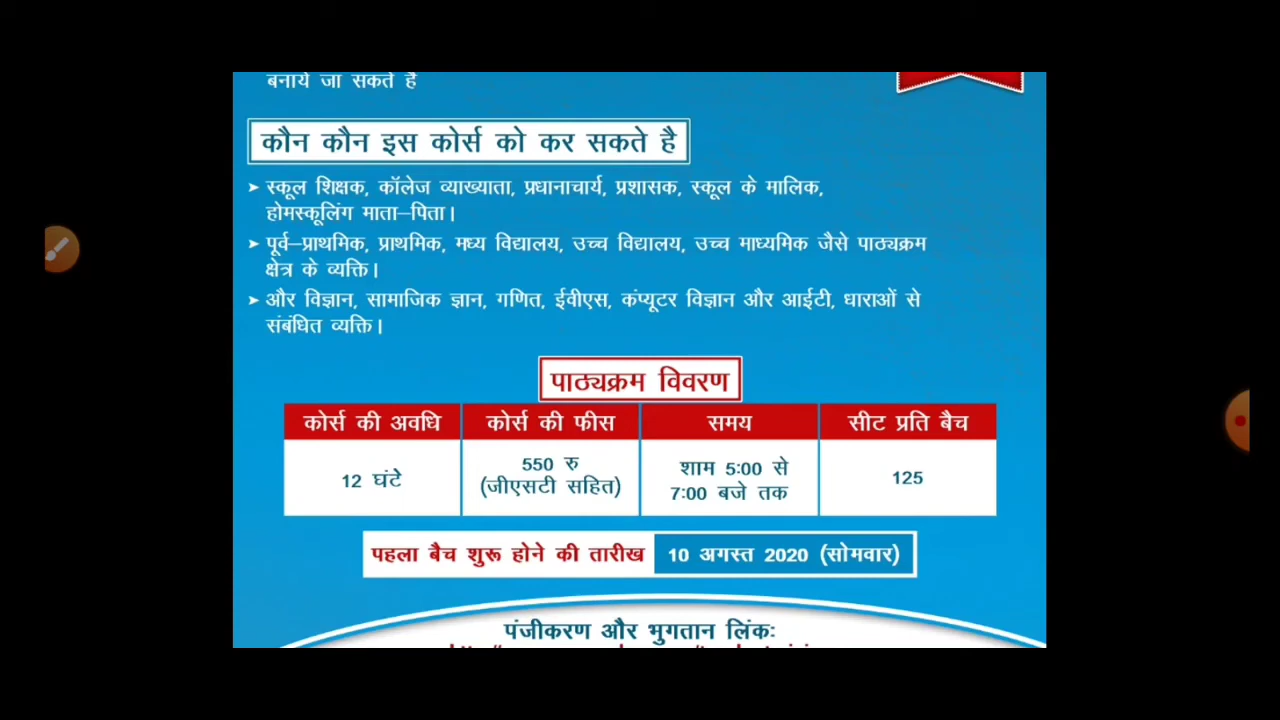 बनाये जा सकते है
कौन कौन इस कोर्स को कर सकते है
➤ स्कूल शिक्षक, कॉलेज व्याख्याता, प्रधानाचार्य, प्रशासक, स्कूल के मालिक,
होमस्कूलिंग माता–पिता।
➤ पूर्व–प्राथमिक, प्राथमिक, मध्य विद्यालय, उच्च विद्यालय, उच्च माध्यमिक जैसे पाठ्यक्रम
क्षेत्र के व्यक्ति।
➤ और विज्ञान, सामाजिक ज्ञान, गणित, ईवीएस, कंप्यूटर विज्ञान और आईटी, धाराओं से
संबंधित व्यक्ति।
पाठ्यक्रम विवरण
कोर्स की अवधि कोर्स की फीस समय सीट प्रति बैच
12 घंटे 550 रु (जीएसटी सहित) शाम 5:00 से 7:00 बजे तक 125
पहला बैच शुरू होने की तारीख 10 अगस्त 2020 (सोमवार)
पंजीकरण और भुगतान लिंक: